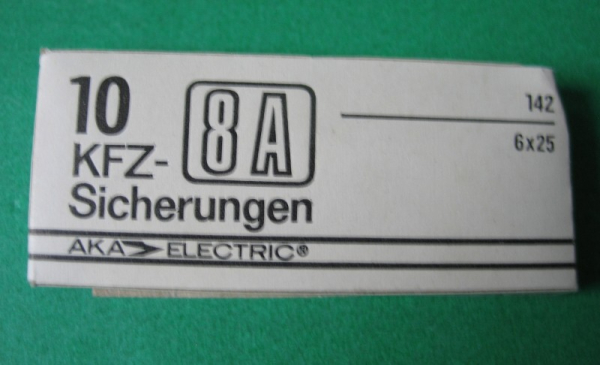 10
KFZ-
Sicherungen
8A
142
6x25
AKA ELECTRIC®